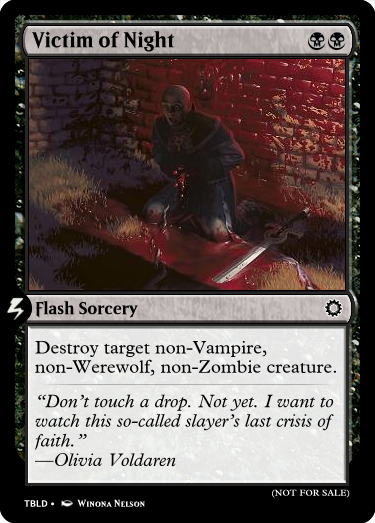 Victim of Night
Flash Sorcery
Destroy target non-Vampire,
non-Werewolf, non-Zombie creature.
“Don’t touch a drop. Not yet. I want to
watch this so-called slayer’s last crisis of
faith.”
—Olivia Voldaren
(NOT FOR SALE)
TBLD • Winona Nelson